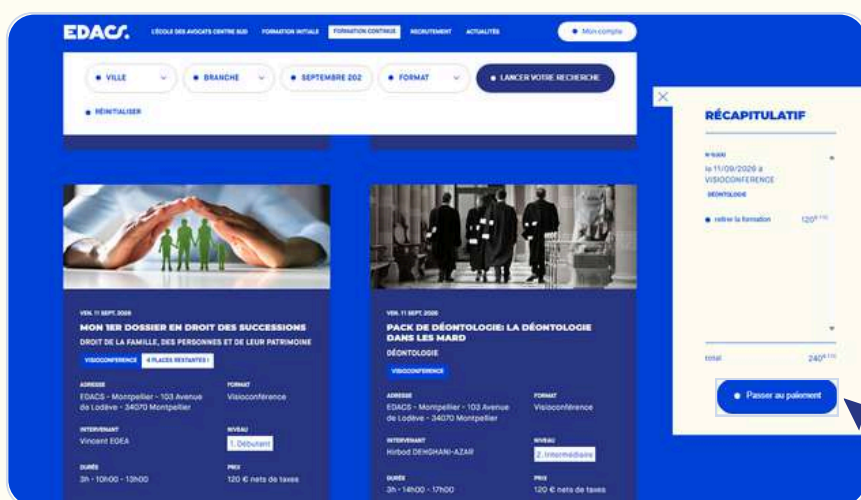 EDACS.
L'ÉCOLE DES AVOCATS CENTRE SUD FORMATION INITIALE FORMATION CONTINUE RECRUTEMENT ACTUALITÉS Mon compte
VILLE BRANCHE SEPTEMBRE 202 FORMAT LANCER VOTRE RECHERCHE
RÉINITIALISER
VEN. 11 SEPT. 2026
MON 1ER DOSSIER EN DROIT DES SUCCESSIONS
DROIT DE LA FAMILLE, DES PERSONNES ET DE LEUR PATRIMOINE
VISIOCONFERENCE 4 PLACES RESTANTES !
ADRESSE FORMAT
EDACS - Montpellier - 103 Avenue Visioconférence
de Lodève - 34070 Montpellier
INTERVENANT NIVEAU
Vincent EGEA 1. Débutant
DURÉE PRIX
3h - 10h00 - 13h00 120 € nets de taxes
VEN. 11 SEPT. 2026
PACK DE DÉONTOLOGIE: LA DÉONTOLOGIE
DANS LES MARD
DÉONTOLOGIE
VISIOCONFERENCE
ADRESSE FORMAT
EDACS - Montpellier - 103 Avenue Visioconférence
de Lodève - 34070 Montpellier
INTERVENANT NIVEAU
Hirbod DEHGHANI-AZAR 2. Intermédiaire
DURÉE PRIX
3h - 14h00 - 17h00 120 € nets de taxes
RÉCAPITULATIF
le 11/09/2026 à
VISIOCONFERENCE
DÉONTOLOGIE
retirer la formation 120€ TTC
total 240€ TTC
Passer au paiement